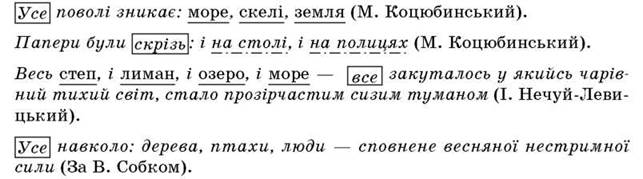 Усе поволі зникає: море, скелі, земля (М. Коцюбинський).
Папери були скрізь: і на столі, і на полицях (М. Коцюбинський).
Весь степ, і лиман, і озеро, і море — все закуталось у якийсь чарів-
ний тихий світ, стало прозірчастим сизим туманом (І. Нечуй-Леви-
цький).
Усе навколо: дерева, птахи, люди — сповнене весняної нестримної
сили (За В. Собком).